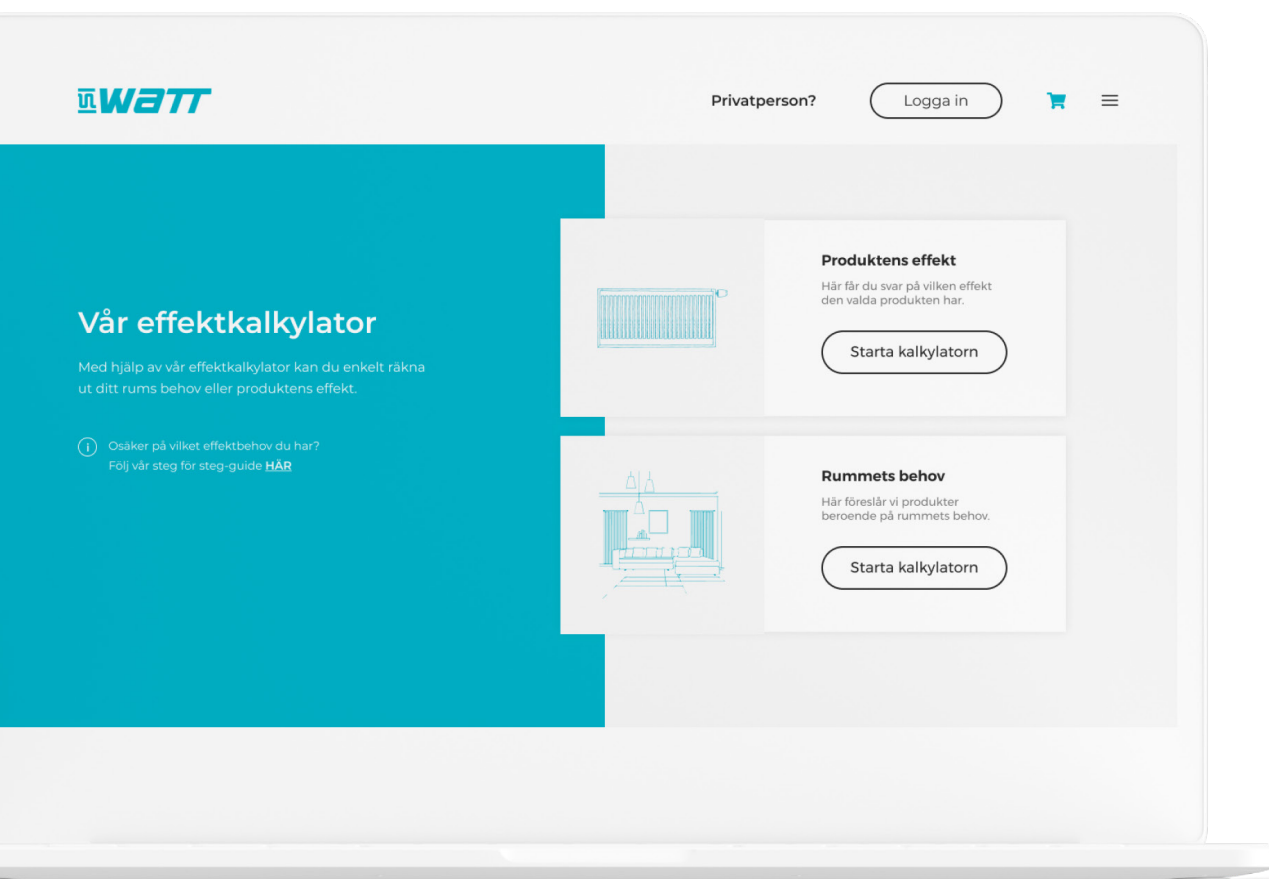 WATT
Privatperson?
Logga in
Vår effektkalkylator
Med hjälp av vår effektkalkylator kan du enkelt räkna
ut ditt rums behov eller produktens effekt.
Osäker på vilket effektbehov du har?
Följ vår steg för steg-guide HÄR
Produktens effekt
Här får du svar på vilken effekt
den valda produkten har.
Starta kalkylatorn
Rummets behov
Här föreslår vi produkter
beroende på rummets behov.
Starta kalkylatorn